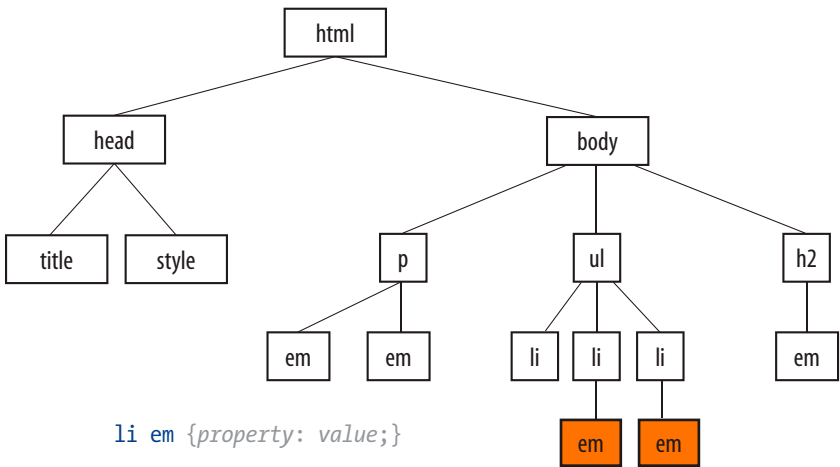 html
head
body
title
style
p
ul
h2
em
em
li
li
li
em
li em {property: value;}
em
em